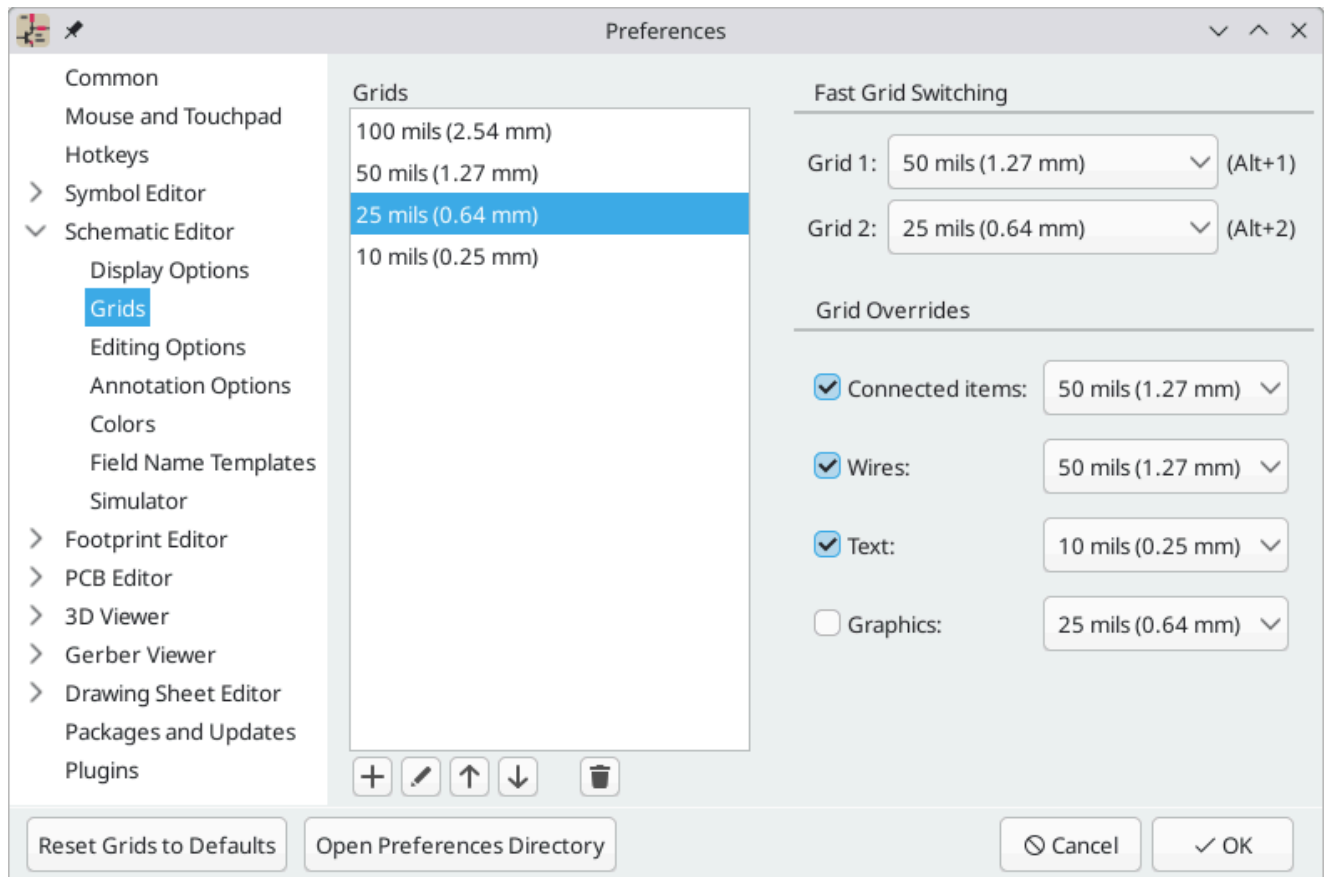 Preferences
Common
Mouse and Touchpad
Hotkeys
Symbol Editor
Schematic Editor
Display Options
Grids
Editing Options
Annotation Options
Colors
Field Name Templates
Simulator
Footprint Editor
PCB Editor
3D Viewer
Gerber Viewer
Drawing Sheet Editor
Packages and Updates
Plugins
Grids
100 mils (2.54 mm)
50 mils (1.27 mm)
25 mils (0.64 mm)
10 mils (0.25 mm)
Fast Grid Switching
Grid 1: 50 mils (1.27 mm) (Alt+1)
Grid 2: 25 mils (0.64 mm) (Alt+2)
Grid Overrides
Connected items: 50 mils (1.27 mm)
Wires: 50 mils (1.27 mm)
Text: 10 mils (0.25 mm)
Graphics: 25 mils (0.64 mm)
Reset Grids to Defaults
Open Preferences Directory
Cancel
OK